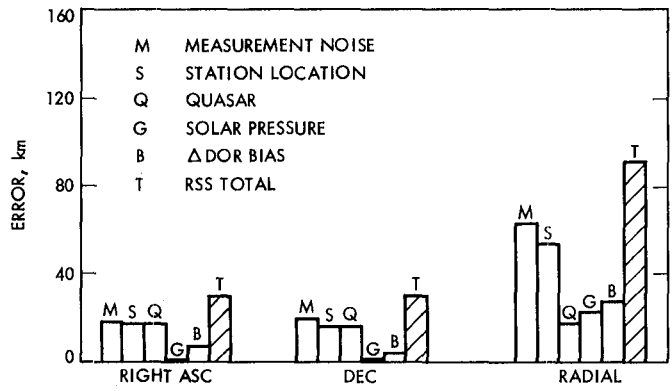 160
120
80
40
0
ERROR, km
M MEASUREMENT NOISE
S STATION LOCATION
Q QUASAR
G SOLAR PRESSURE
B ΔDOR BIAS
T RSS TOTAL
M S Q G B T
M S Q G B T
M S Q G B T
RIGHT ASC DEC RADIAL